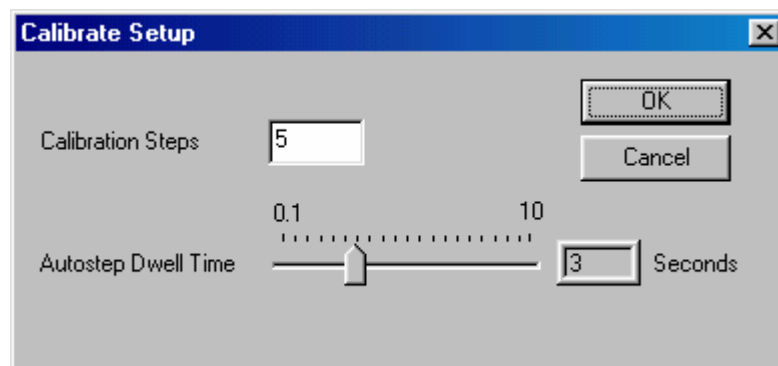 Calibrate Setup
Calibration Steps 5
OK
Cancel
0.1 10
Autostep Dwell Time 3 Seconds